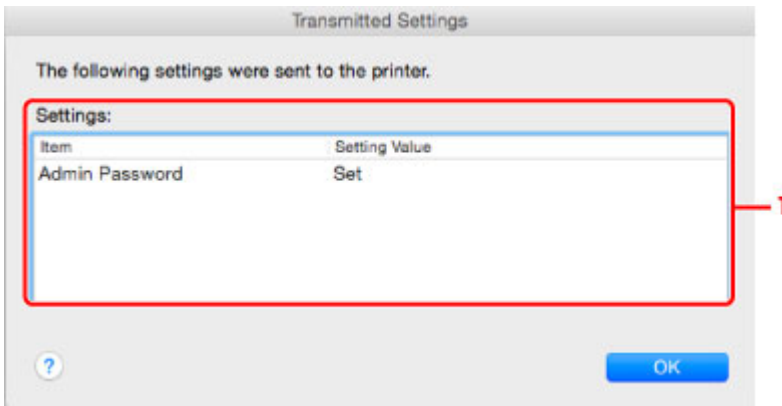 Transmitted Settings
The following settings were sent to the printer.
Settings:
Item Setting Value
Admin Password Set
1
?
OK